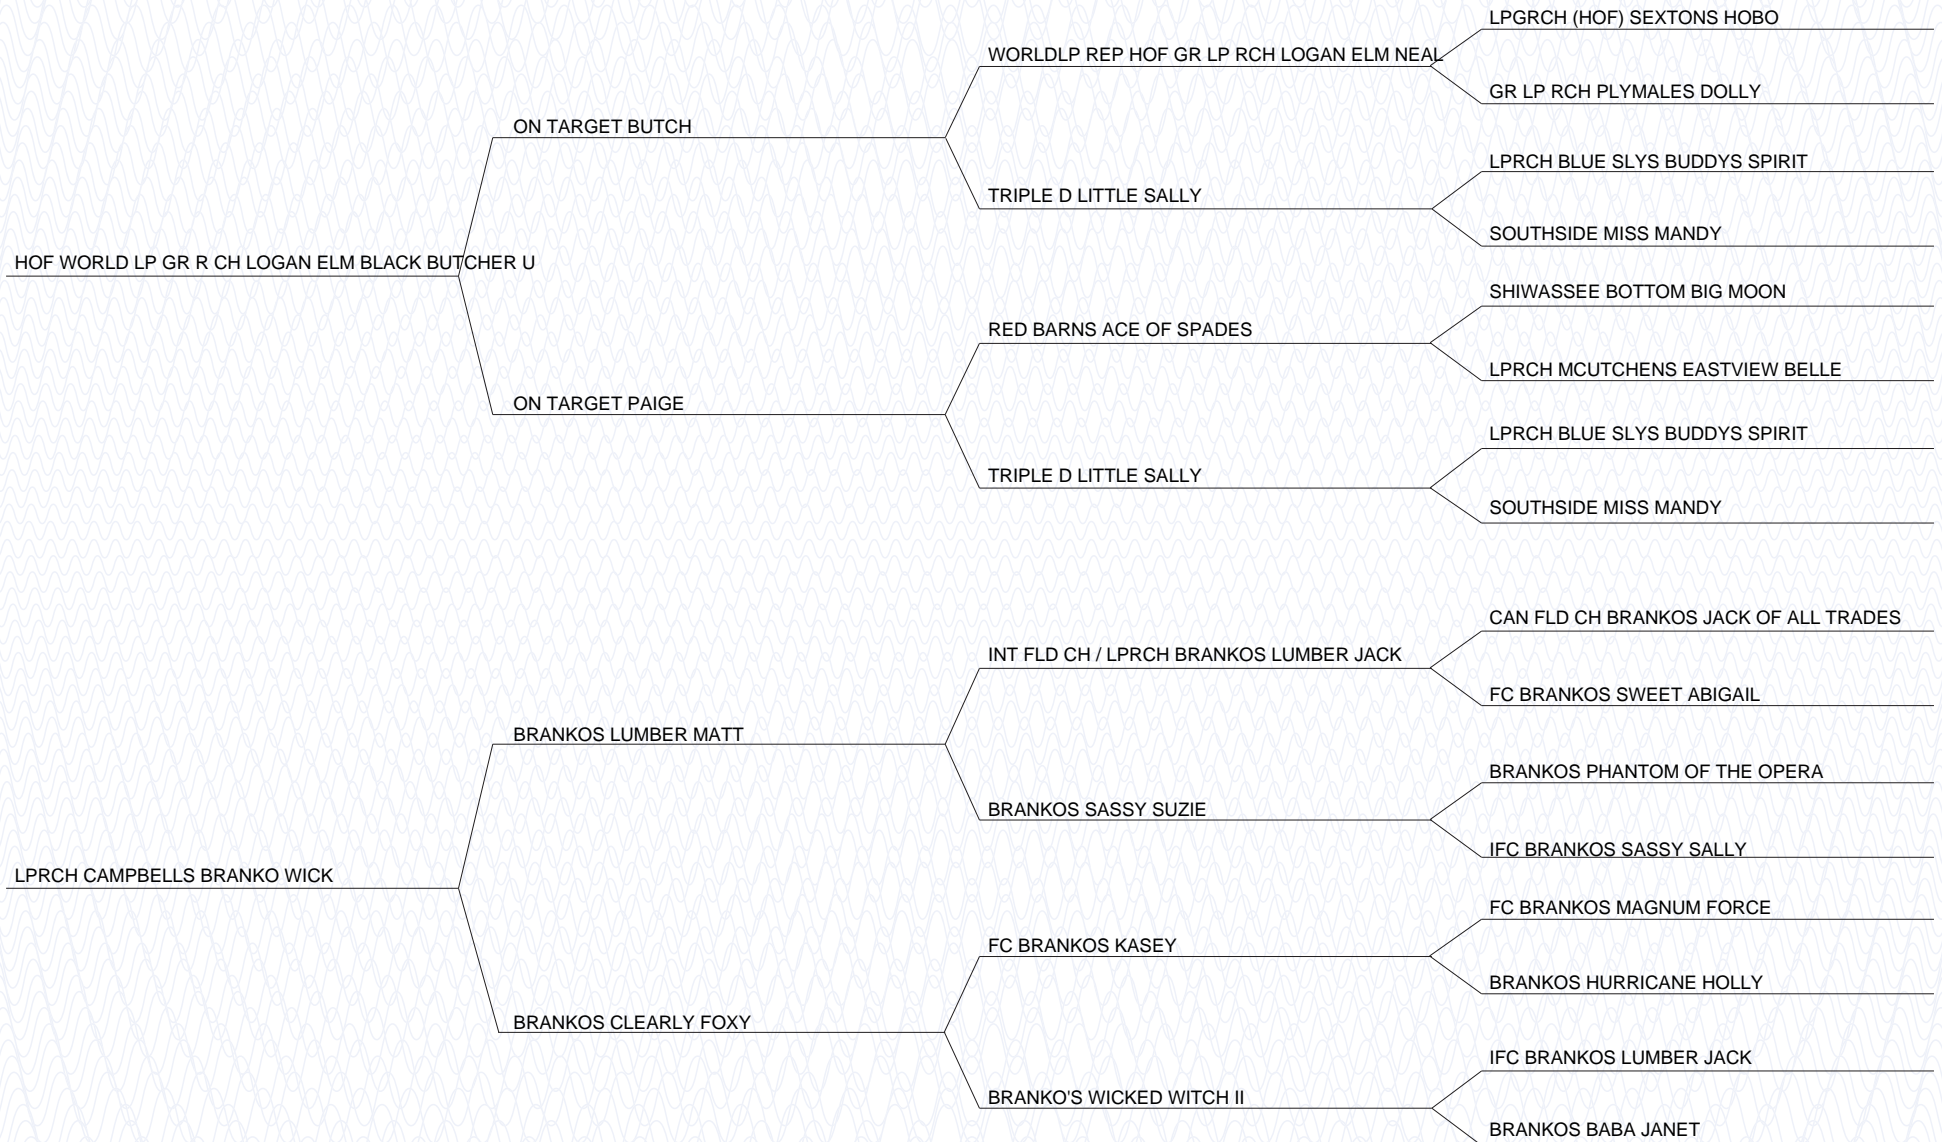 LPGRCH (HOF) SEXTONS HOBO
WORLDLP REP HOF GR LP RCH LOGAN ELM NEAL
GR LP RCH PLYMALES DOLLY
ON TARGET BUTCH
LPRCH BLUE SLYS BUDDYS SPIRIT
TRIPLE D LITTLE SALLY
SOUTHSIDE MISS MANDY
HOF WORLD LP GR R CH LOGAN ELM BLACK BUTCHER U
SHIWASSEE BOTTOM BIG MOON
RED BARNS ACE OF SPADES
LPRCH MCUTCHENS EASTVIEW BELLE
ON TARGET PAIGE
LPRCH BLUE SLYS BUDDYS SPIRIT
TRIPLE D LITTLE SALLY
SOUTHSIDE MISS MANDY
CAN FLD CH BRANKOS JACK OF ALL TRADES
INT FLD CH / LPRCH BRANKOS LUMBER JACK
FC BRANKOS SWEET ABIGAIL
BRANKOS LUMBER MATT
BRANKOS PHANTOM OF THE OPERA
BRANKOS SASSY SUZIE
IFC BRANKOS SASSY SALLY
LPRCH CAMPBELLS BRANKO WICK
FC BRANKOS MAGNUM FORCE
FC BRANKOS KASEY
BRANKOS HURRICANE HOLLY
BRANKOS CLEARLY FOXY
IFC BRANKOS LUMBER JACK
BRANKO'S WICKED WITCH II
BRANKOS BABA JANET